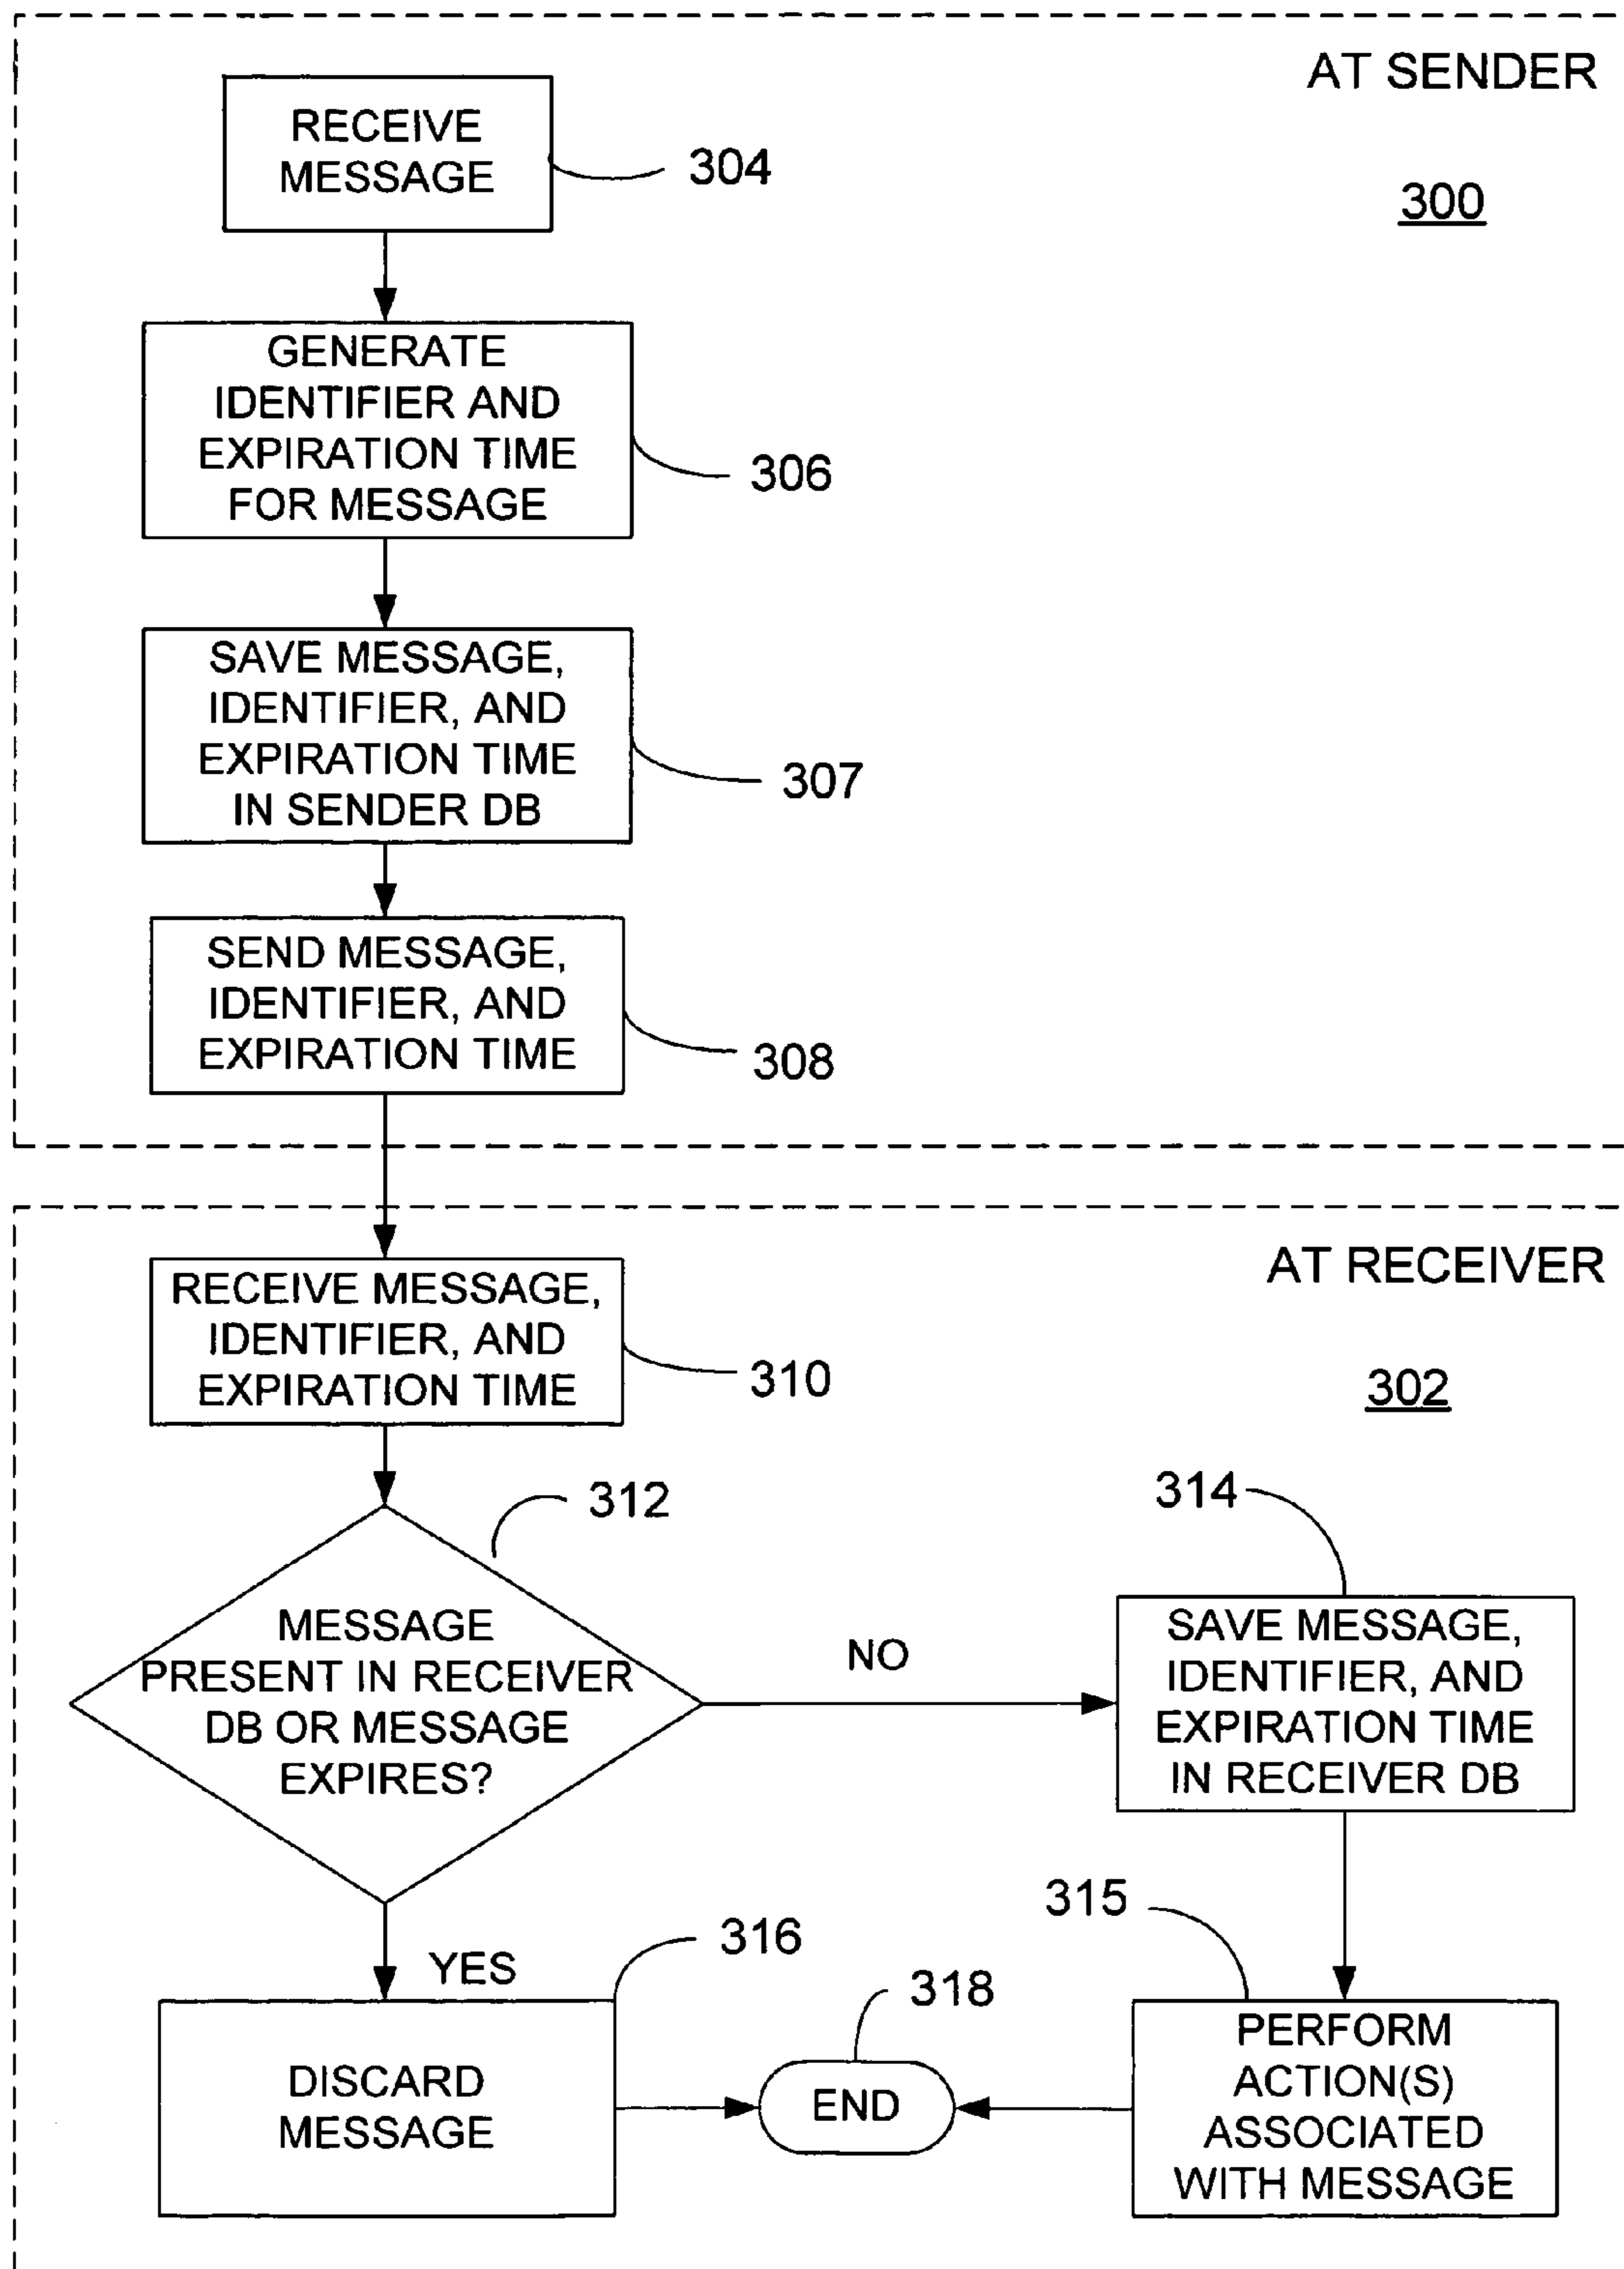 AT SENDER
300
RECEIVE
MESSAGE
304
GENERATE
IDENTIFIER AND
EXPIRATION TIME
FOR MESSAGE
306
SAVE MESSAGE,
IDENTIFIER, AND
EXPIRATION TIME
IN SENDER DB
307
SEND MESSAGE,
IDENTIFIER, AND
EXPIRATION TIME
308
AT RECEIVER
302
RECEIVE MESSAGE,
IDENTIFIER, AND
EXPIRATION TIME
310
312
MESSAGE
PRESENT IN RECEIVER
DB OR MESSAGE
EXPIRES?
NO
314
SAVE MESSAGE,
IDENTIFIER, AND
EXPIRATION TIME
IN RECEIVER DB
YES
316
DISCARD
MESSAGE
318
END
315
PERFORM
ACTION(S)
ASSOCIATED
WITH MESSAGE